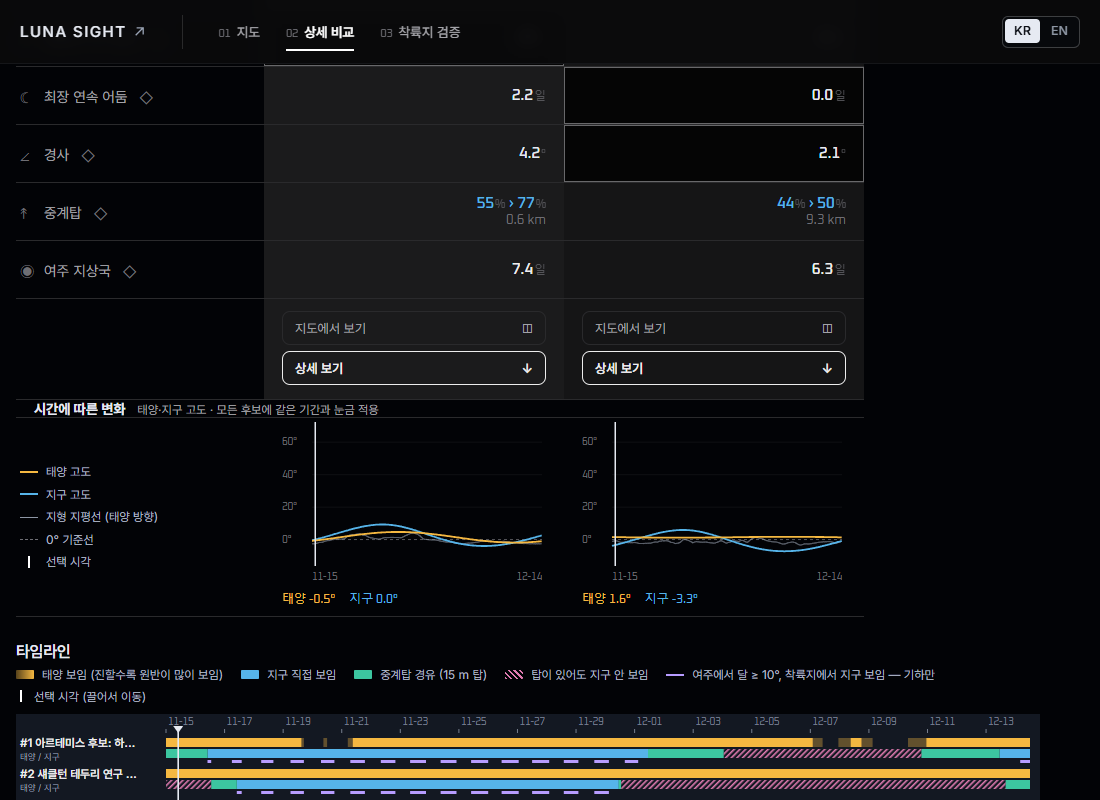 LUNA SIGHT ↗
01 지도
02 상세 비교
03 착륙지 검증
KR EN
최장 연속 어둠 ◇ 2.2일 0.0일
경사 ◇ 4.2° 2.1°
중계탑 ◇ 55% › 77% 44% › 50%
0.6 km 9.3 km
여주 지상국 ◇ 7.4일 6.3일
지도에서 보기 지도에서 보기
상세 보기 ↓ 상세 보기 ↓
시간에 따른 변화 태양·지구 고도 · 모든 후보에 같은 기간과 눈금 적용
태양 고도
지구 고도
지형 지평선 (태양 방향)
0° 기준선
선택 시각
60°
40°
20°
0°
11-15 12-14
태양 -0.5° 지구 0.0°
60°
40°
20°
0°
11-15 12-14
태양 1.6° 지구 -3.3°
타임라인
태양 보임 (진할수록 원반이 많이 보임) 지구 직접 보임 중계탑 경유 (15 m 탑) 탑이 있어도 지구 안 보임 여주에서 달 ≥ 10°, 착륙지에서 지구 보임 — 기하만
선택 시각 (끌어서 이동)
11-15 11-17 11-19 11-21 11-23 11-25 11-27 11-29 12-01 12-03 12-05 12-07 12-09 12-11 12-13
#1 아르테미스 후보: 하…
태양 / 지구
#2 새클턴 테두리 연구 …
태양 / 지구